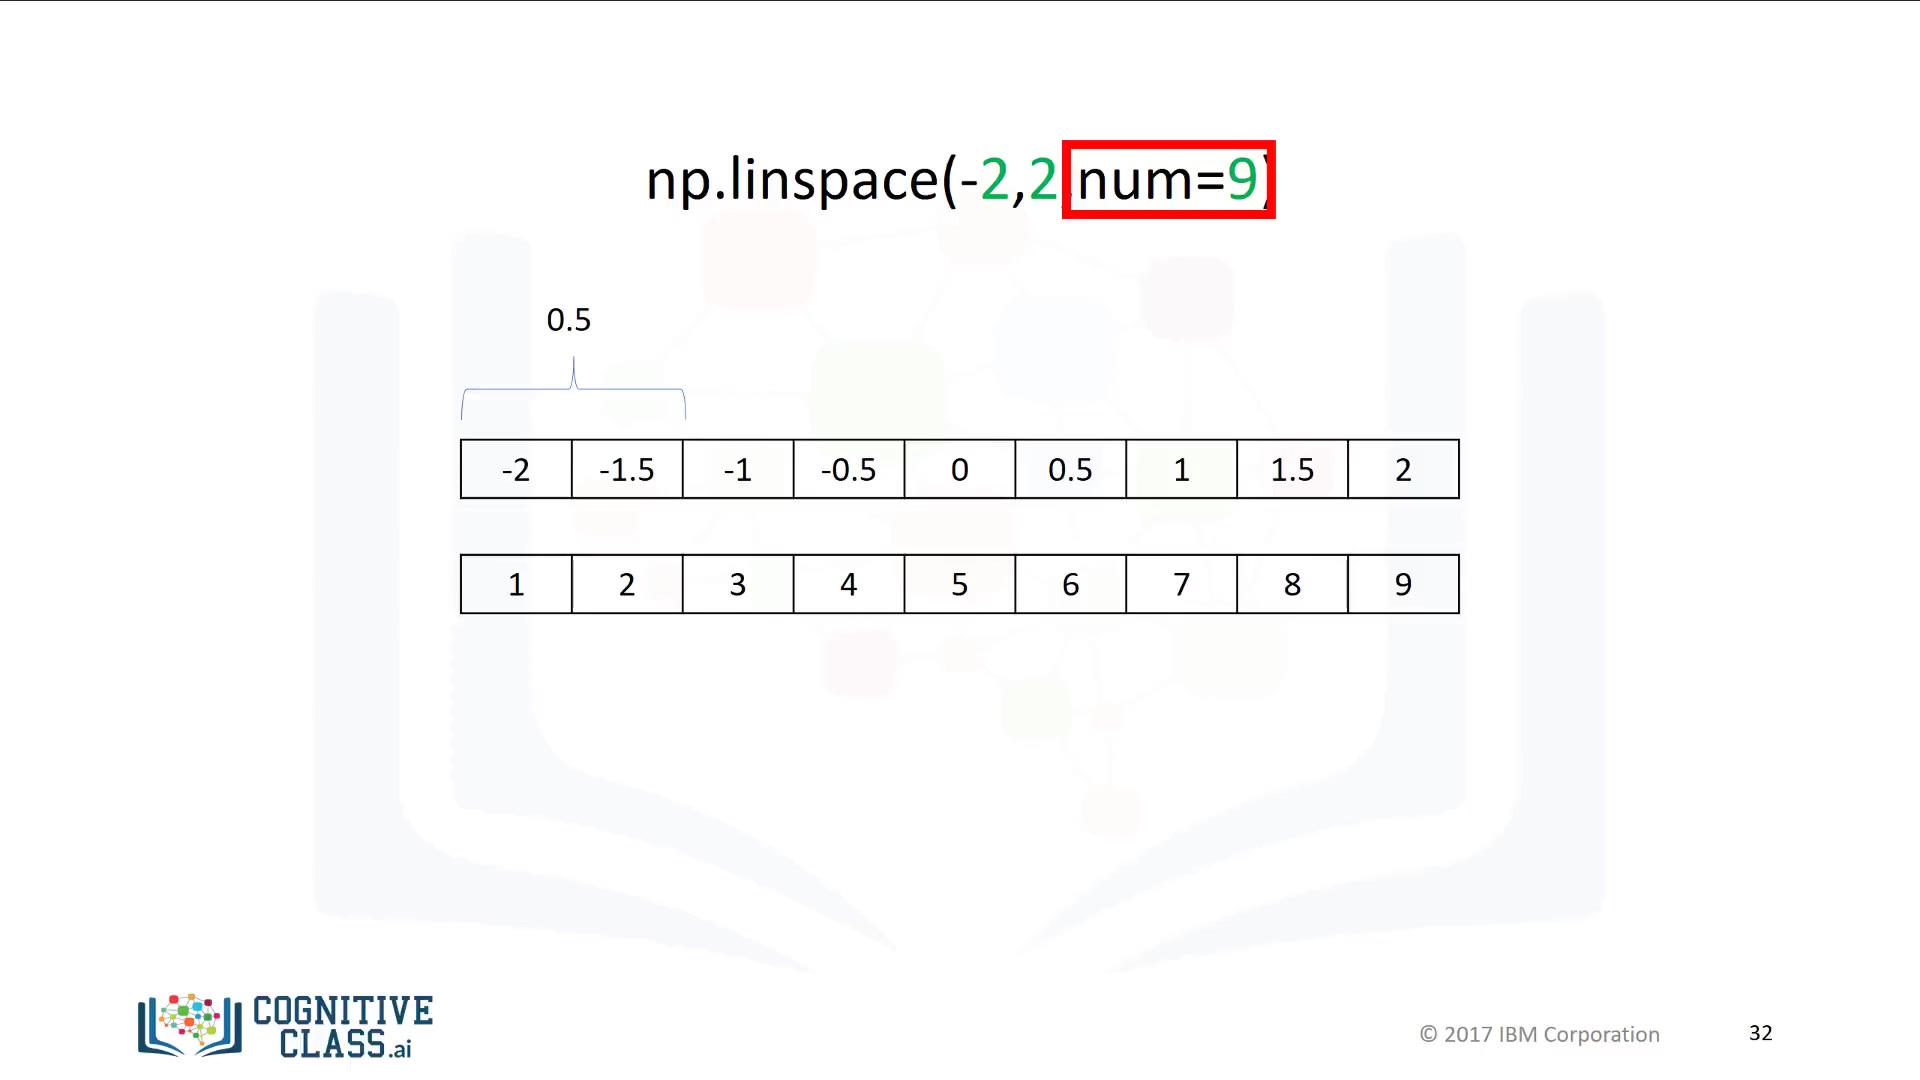 np.linspace(-2,2,num=9)
0.5
-2 -1.5 -1 -0.5 0 0.5 1 1.5 2
1 2 3 4 5 6 7 8 9
COGNITIVE
CLASS.ai
© 2017 IBM Corporation 32